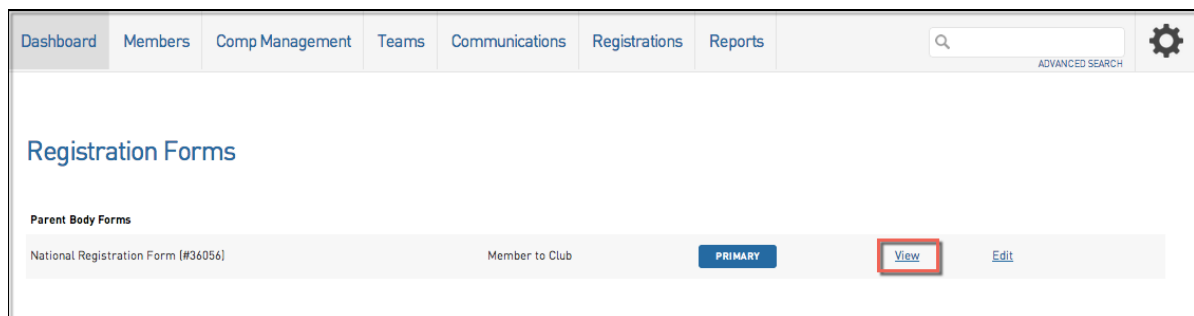 Dashboard Members Comp Management Teams Communications Registrations Reports
ADVANCED SEARCH
Registration Forms
Parent Body Forms
National Registration Form (#36056) Member to Club PRIMARY View Edit